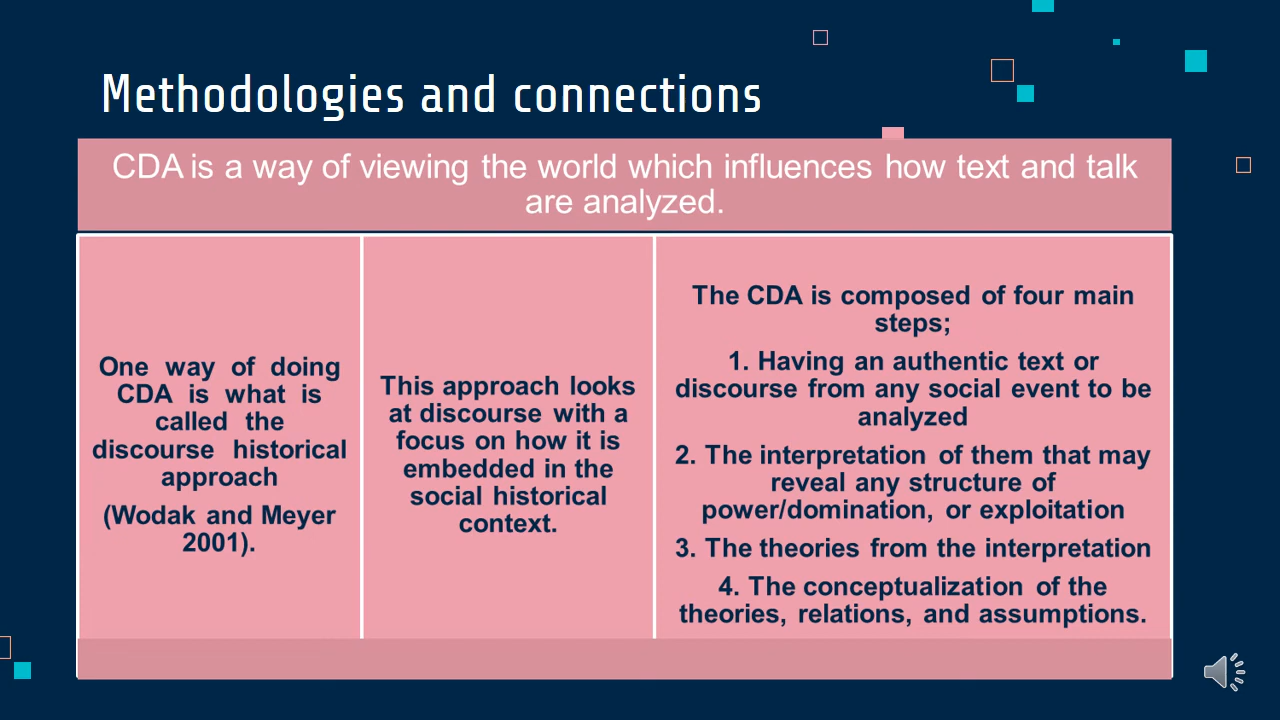 Methodologies and connections
CDA is a way of viewing the world which influences how text and talk
are analyzed.
One way of doing
CDA is what is
called the
discourse historical
approach
(Wodak and Meyer
2001).
This approach looks
at discourse with a
focus on how it is
embedded in the
social historical
context.
The CDA is composed of four main
steps;
1. Having an authentic text or
discourse from any social event to be
analyzed
2. The interpretation of them that may
reveal any structure of
power/domination, or exploitation
3. The theories from the interpretation
4. The conceptualization of the
theories, relations, and assumptions.